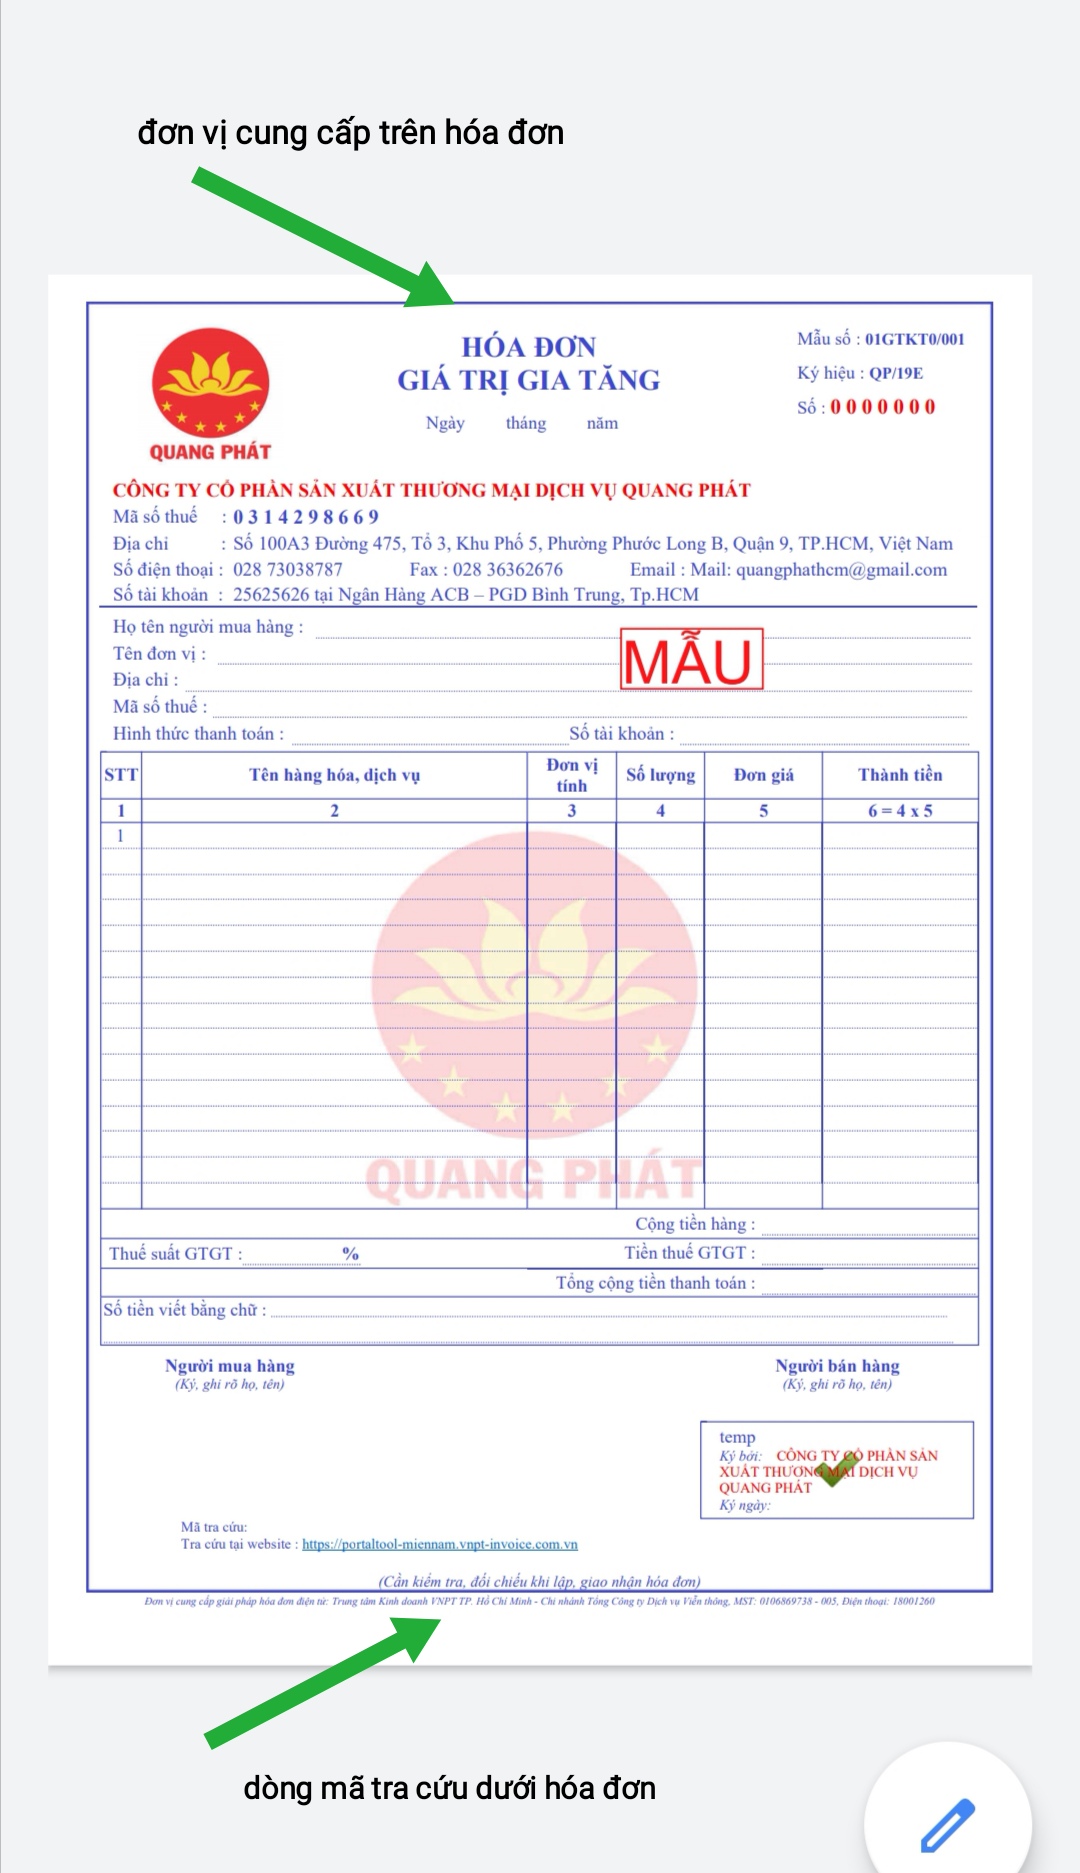 đơn vị cung cấp trên hóa đơn
HÓA ĐƠN
GIÁ TRỊ GIA TĂNG
Ngày tháng năm
Mẫu số : 01GTKT0/001
Ký hiệu : QP/19E
Số : 0000000
QUANG PHÁT
CÔNG TY CỔ PHẦN SẢN XUẤT THƯƠNG MẠI DỊCH VỤ QUANG PHÁT
Mã số thuế : 0314298669
Địa chỉ : Số 100A3 Đường 475, Tổ 3, Khu Phố 5, Phường Phước Long B, Quận 9, TP.HCM, Việt Nam
Số điện thoại : 028 73038787 Fax : 028 36362676 Email : Mail: quangphathcm@gmail.com
Số tài khoản : 25625626 tại Ngân Hàng ACB – PGD Bình Trung, Tp.HCM
Họ tên người mua hàng :
Tên đơn vị :
MẪU
Địa chỉ :
Mã số thuế :
Hình thức thanh toán : Số tài khoản :
STT Tên hàng hóa, dịch vụ Đơn vị tính Số lượng Đơn giá Thành tiền
1 2 3 4 5 6 = 4 x 5
1
QUANG PHÁT
Cộng tiền hàng :
Thuế suất GTGT : % Tiền thuế GTGT :
Tổng cộng tiền thanh toán :
Số tiền viết bằng chữ :
Người mua hàng Người bán hàng
(Ký, ghi rõ họ, tên) (Ký, ghi rõ họ, tên)
temp
Ký bởi: CÔNG TY CỔ PHẦN SẢN
XUẤT THƯƠNG MẠI DỊCH VỤ
QUANG PHÁT
Ký ngày:
Mã tra cứu:
Tra cứu tại website : https://portaltool-miennam.vnpt-invoice.com.vn
(Cần kiểm tra, đối chiếu khi lập, giao nhận hóa đơn)
Đơn vị cung cấp giải pháp hóa đơn điện tử: Trung tâm Kinh doanh VNPT TP. Hồ Chí Minh - Chi nhánh Tổng Công ty Dịch vụ Viễn thông, MST: 0106869738 - 005, Điện thoại: 18001260
dòng mã tra cứu dưới hóa đơn